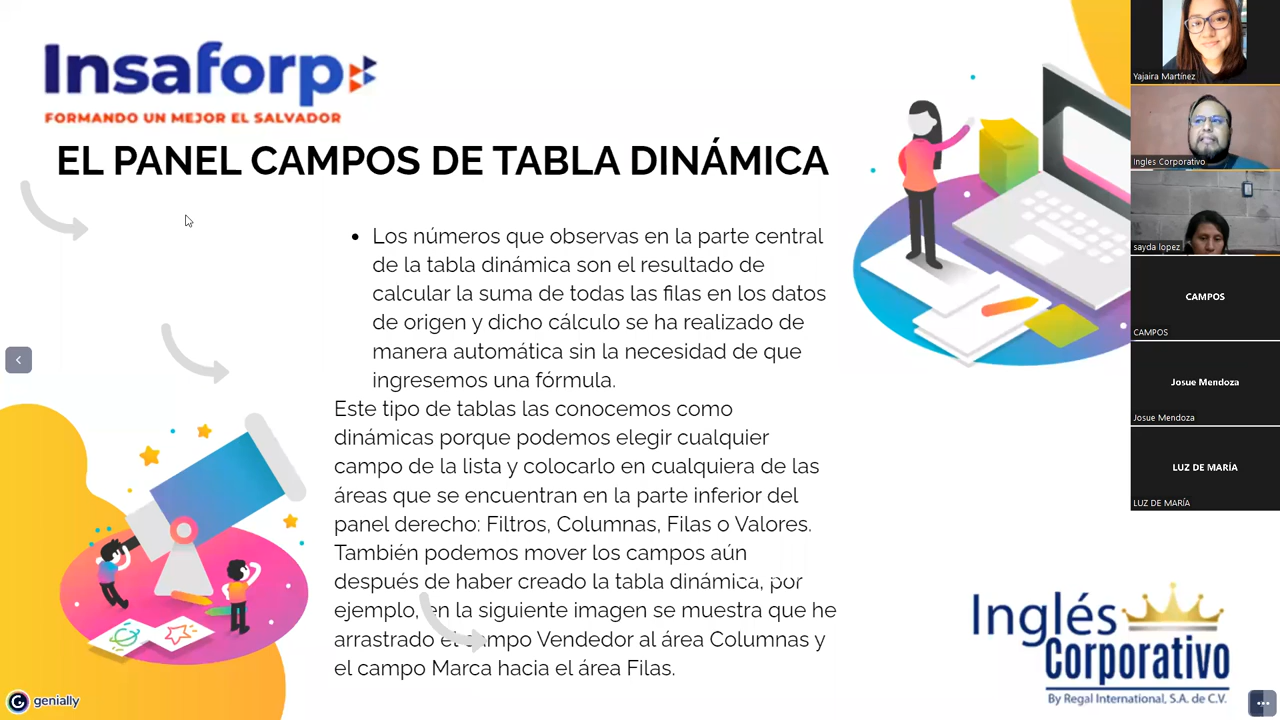 Insaforp
FORMANDO UN MEJOR EL SALVADOR
EL PANEL CAMPOS DE TABLA DINÁMICA
• Los números que observas en la parte central
de la tabla dinámica son el resultado de
calcular la suma de todas las filas en los datos
de origen y dicho cálculo se ha realizado de
manera automática sin la necesidad de que
ingresemos una fórmula.
Este tipo de tablas las conocemos como
dinámicas porque podemos elegir cualquier
campo de la lista y colocarlo en cualquiera de las
áreas que se encuentran en la parte inferior del
panel derecho: Filtros, Columnas, Filas o Valores.
También podemos mover los campos aún
después de haber creado la tabla dinámica, por
ejemplo, en la siguiente imagen se muestra que he
arrastrado el campo Vendedor al área Columnas y
el campo Marca hacia el área Filas.
genially
Inglés
Corporativo
By Regal International, S.A. de C.V.
Yajaira Martínez
Ingles Corporativo
sayda lopez
CAMPOS
CAMPOS
Josue Mendoza
Josue Mendoza
LUZ DE MARÍA
LUZ DE MARÍA